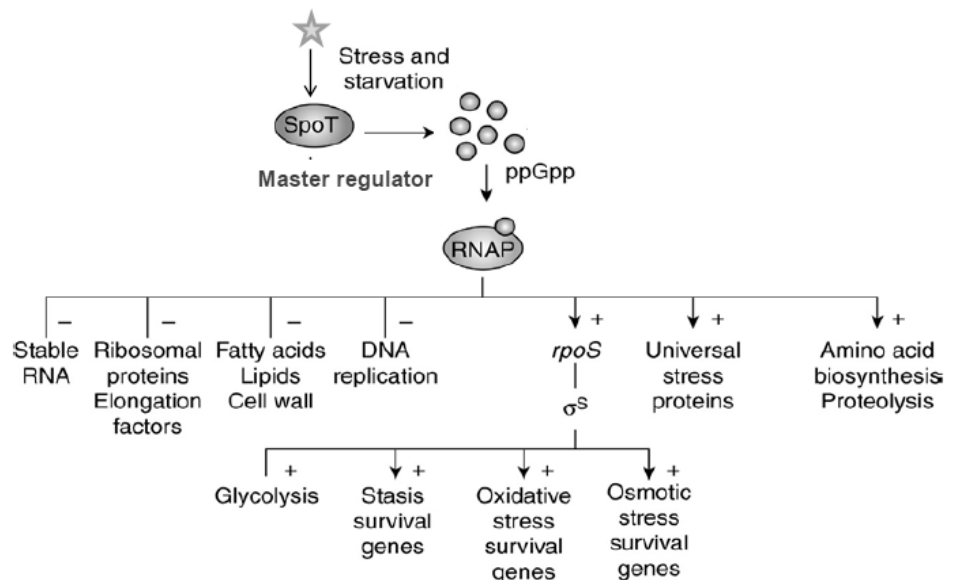 Stress and
starvation
SpoT
Master regulator
ppGpp
RNAP
– – – – + + +
Stable
RNA
Ribosomal
proteins
Elongation
factors
Fatty acids
Lipids
Cell wall
DNA
replication
rpoS
Universal
stress
proteins
Amino acid
biosynthesis
Proteolysis
σS
+ + + +
Glycolysis
Stasis
survival
genes
Oxidative
stress
survival
genes
Osmotic
stress
survival
genes